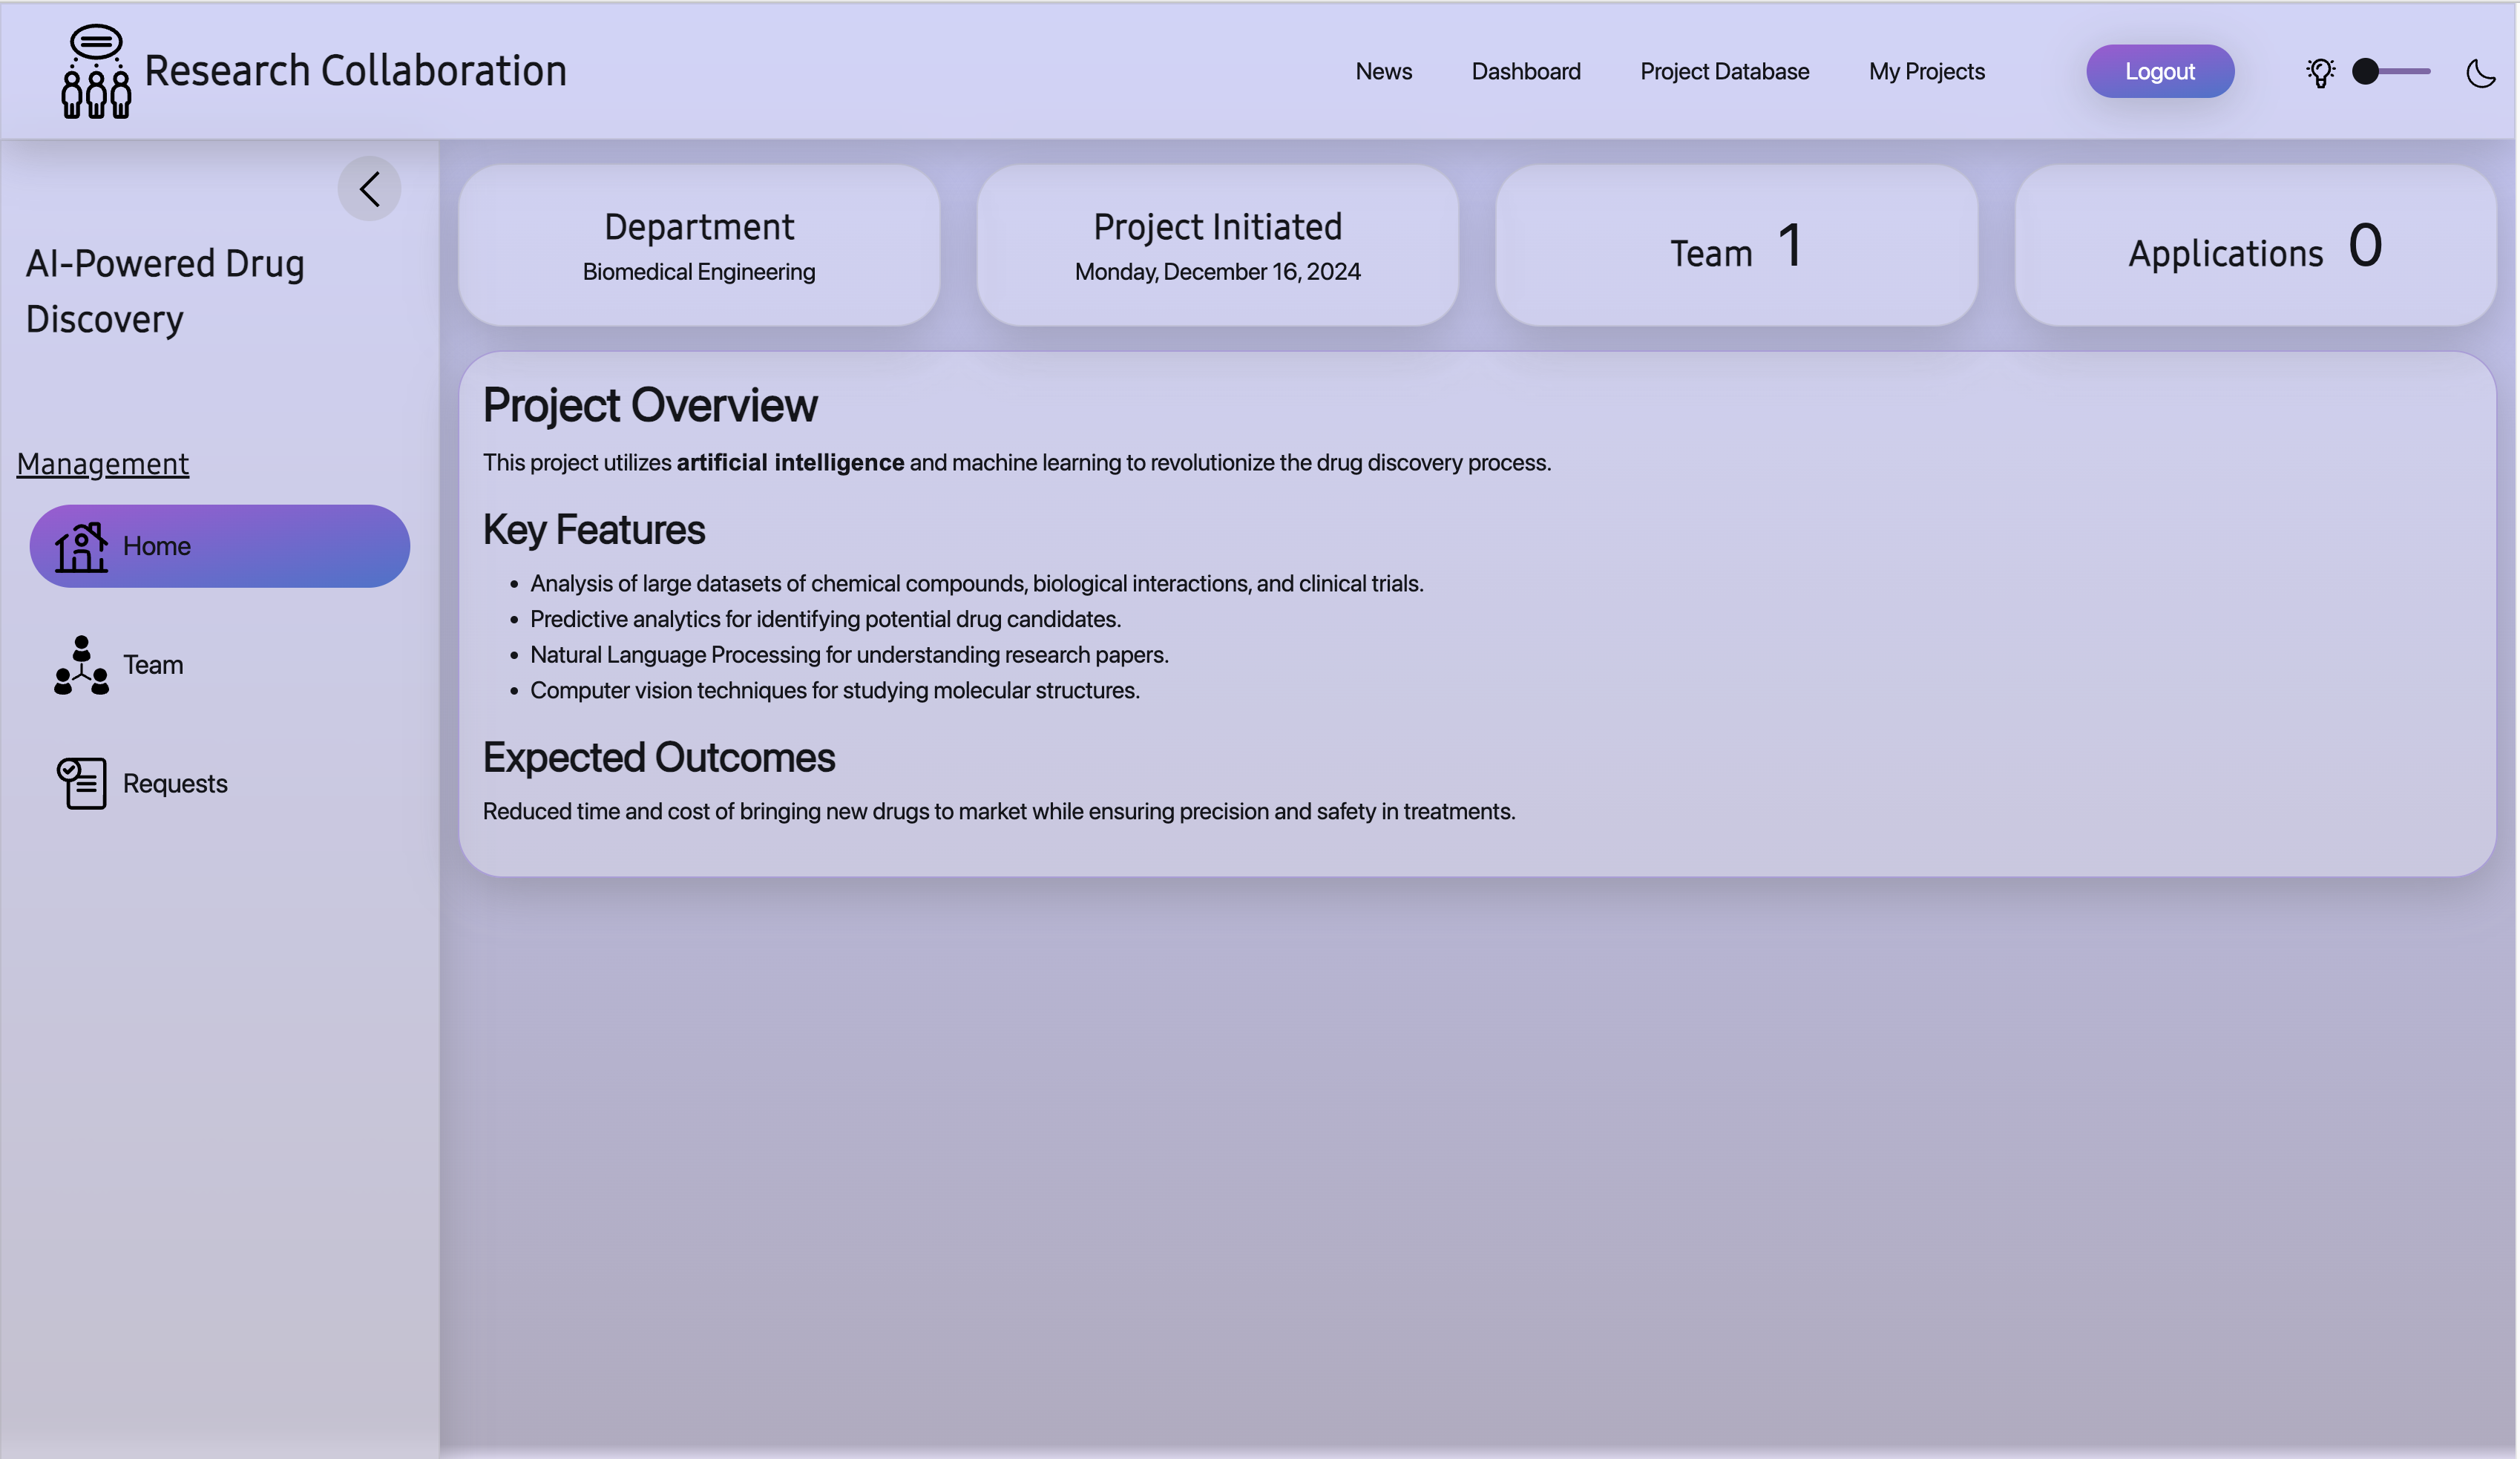 Research Collaboration
News
Dashboard
Project Database
My Projects
Logout
AI-Powered Drug
Discovery
Management
Home
Team
Requests
Department
Biomedical Engineering
Project Initiated
Monday, December 16, 2024
Team 1
Applications 0
Project Overview
This project utilizes artificial intelligence and machine learning to revolutionize the drug discovery process.
Key Features
• Analysis of large datasets of chemical compounds, biological interactions, and clinical trials.
• Predictive analytics for identifying potential drug candidates.
• Natural Language Processing for understanding research papers.
• Computer vision techniques for studying molecular structures.
Expected Outcomes
Reduced time and cost of bringing new drugs to market while ensuring precision and safety in treatments.